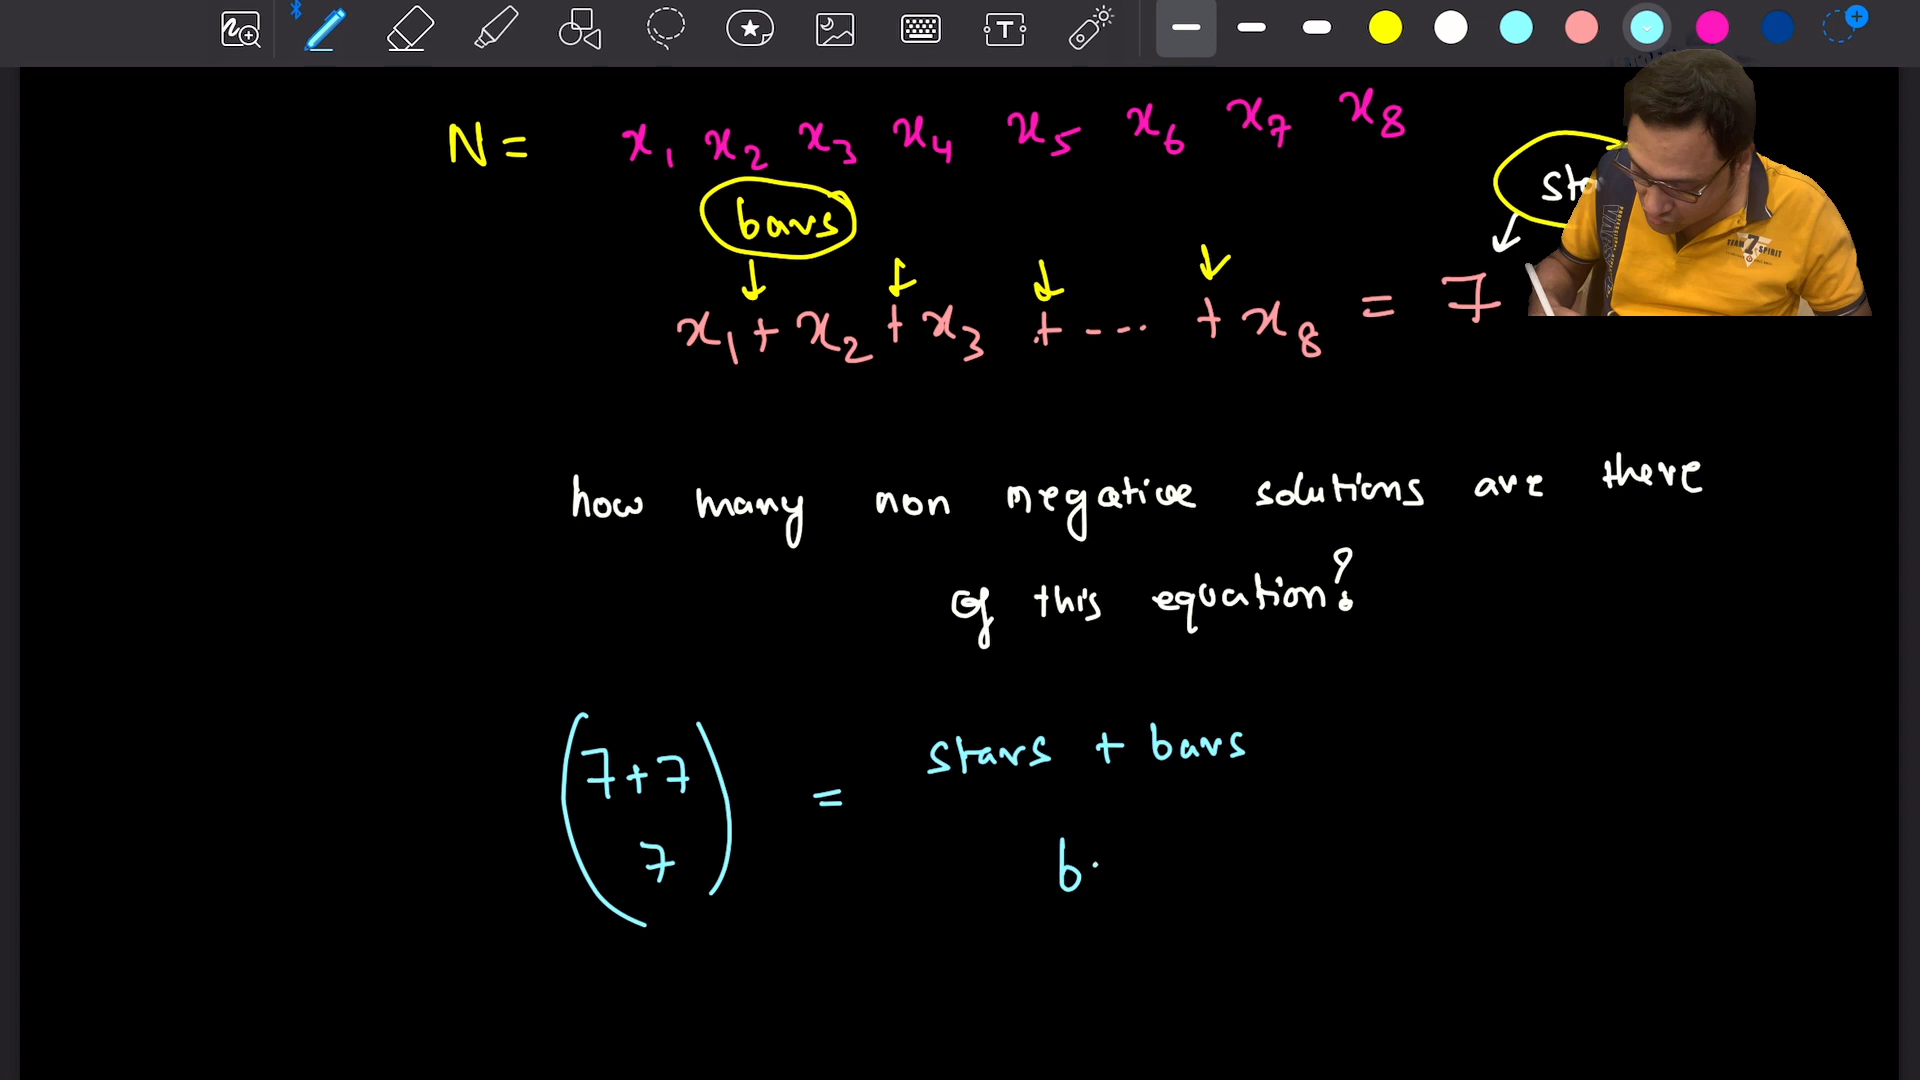 N = x₁ x₂ x₃ x₄ x₅ x₆ x₇ x₈
bars
x₁ + x₂ + x₃ + --- + x₈ = 7
how many non negative solutions are there
of this equation?
(7+7
7) = stars + bars
b